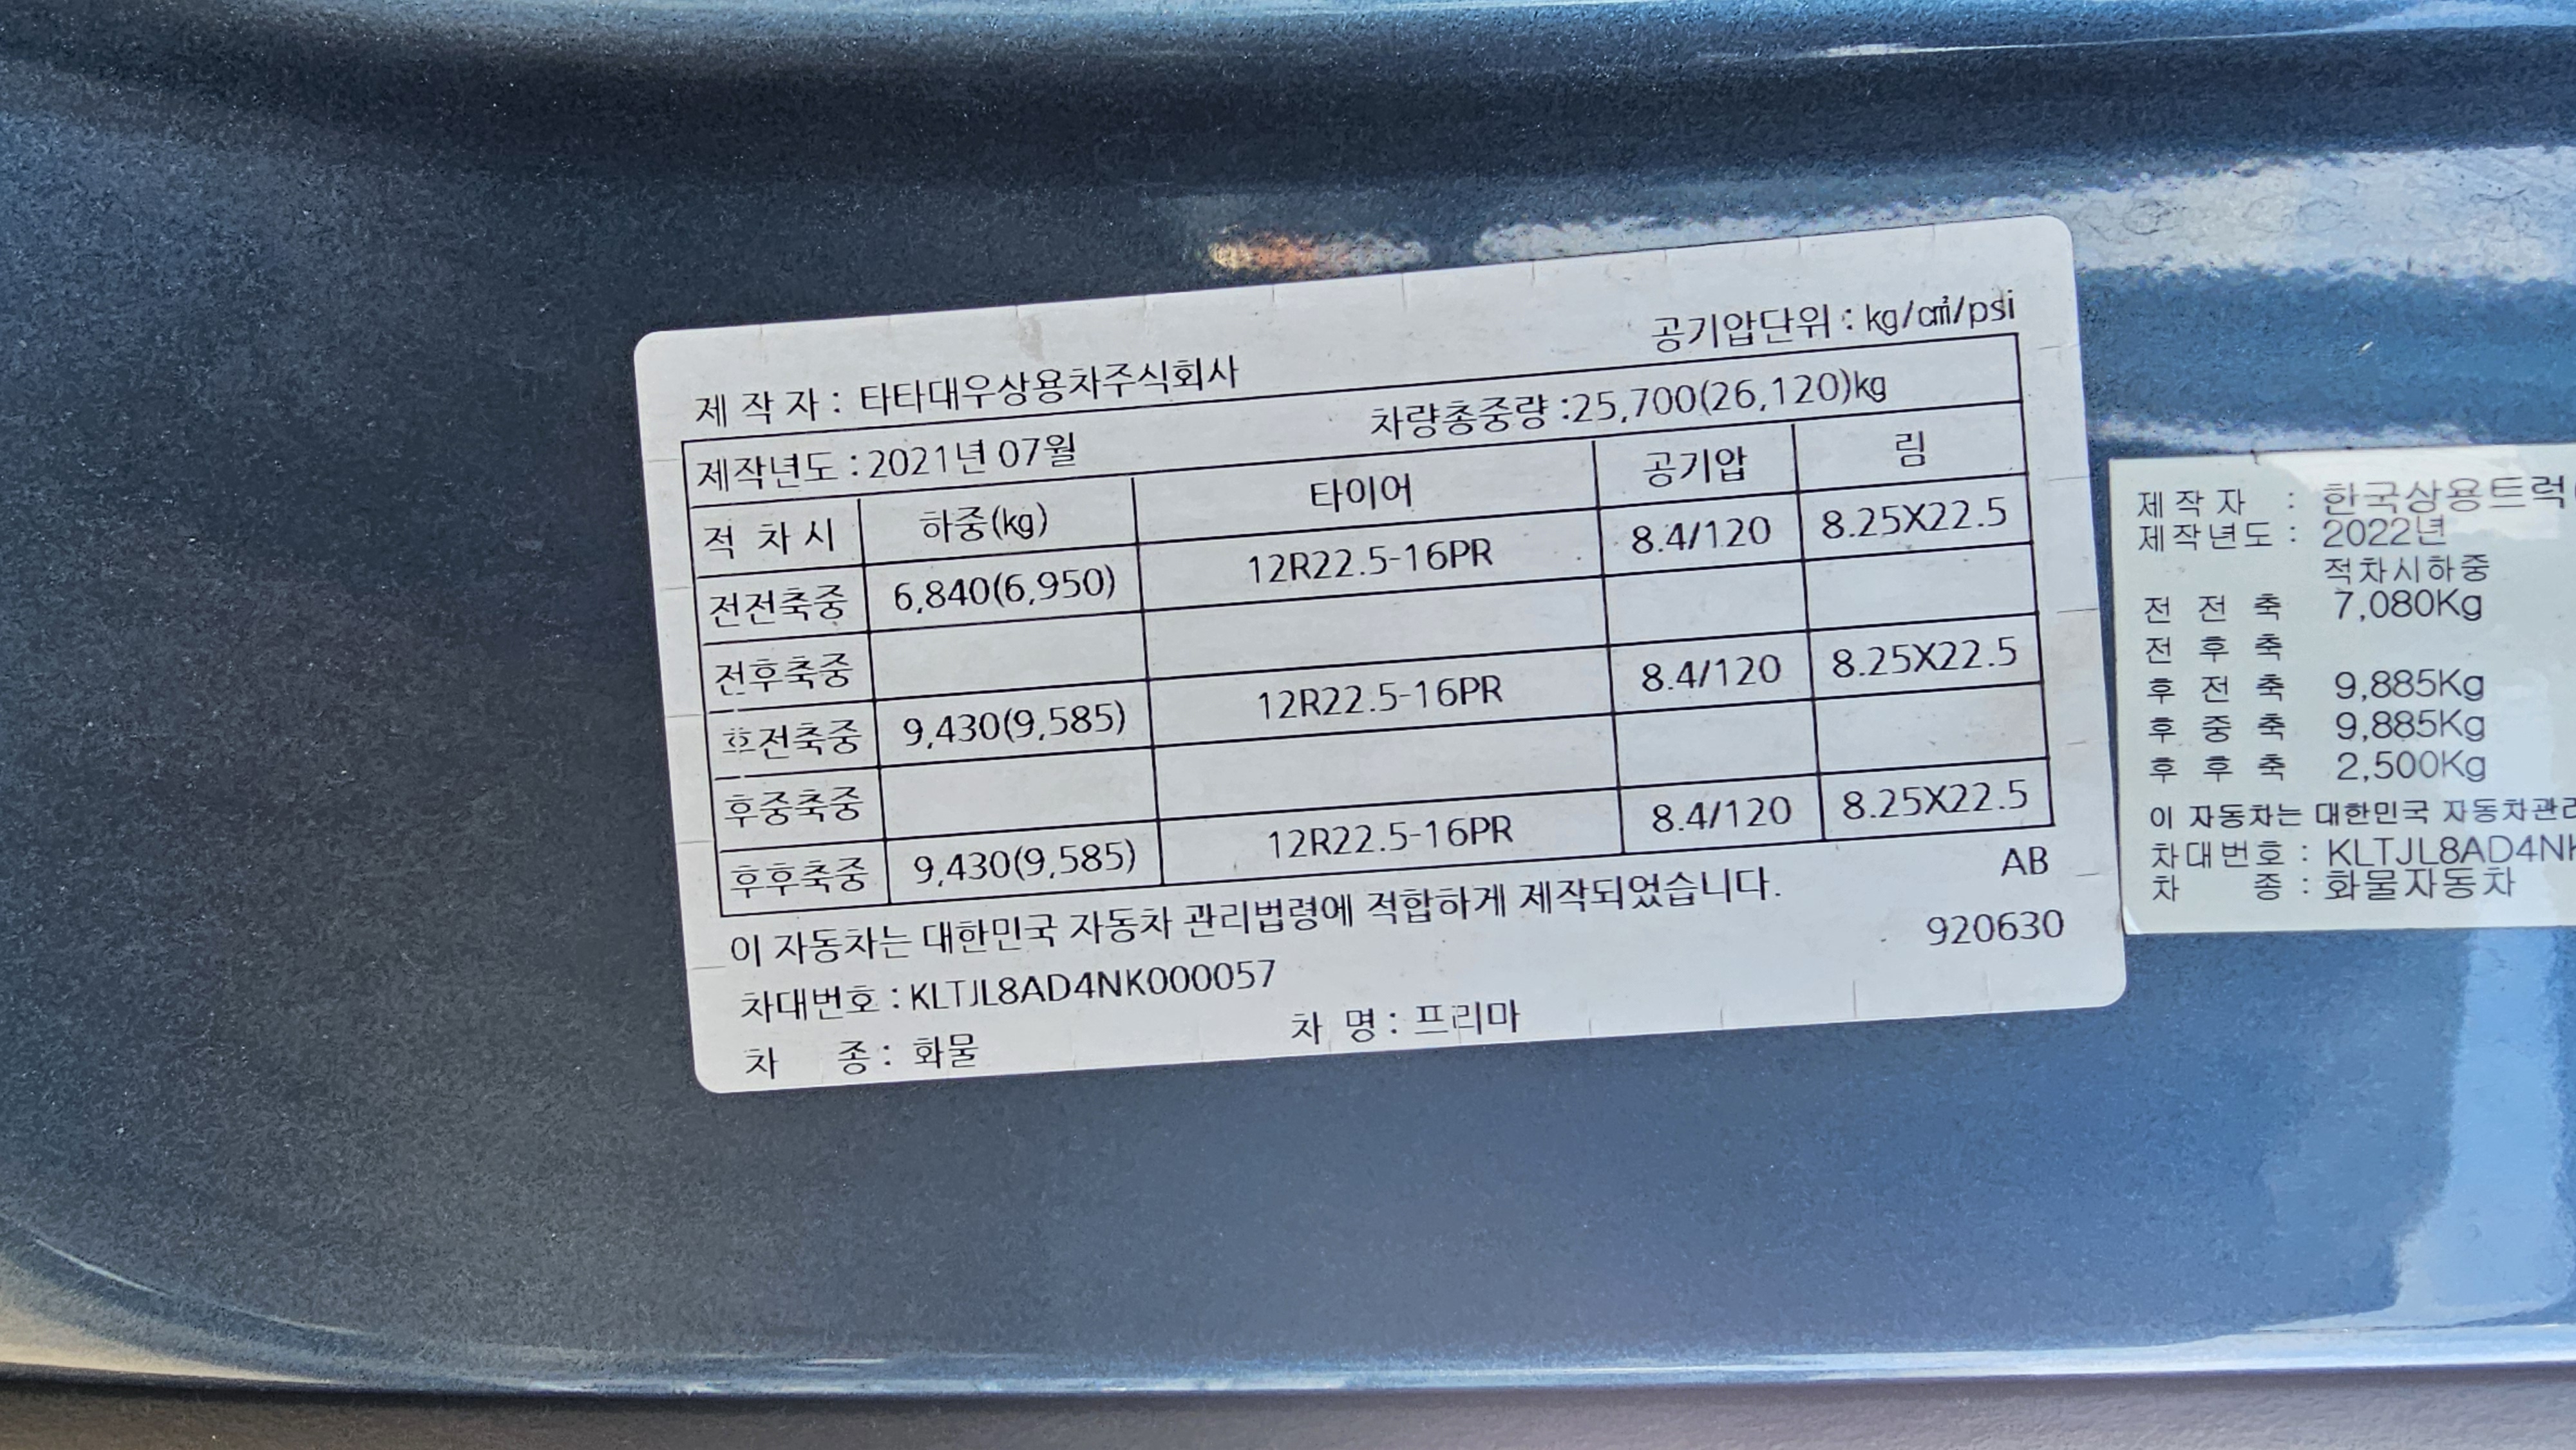 공기압단위 : kg/㎠/psi
제 작 자 : 타타대우상용차주식회사
제작년도 : 2021년 07월 차량총중량 :25,700(26,120)kg
적 차 시 하중(kg) 타이어 공기압 림
전전축중 6,840(6,950) 12R22.5-16PR 8.4/120 8.25X22.5
전후축중
후전축중 9,430(9,585) 12R22.5-16PR 8.4/120 8.25X22.5
후중축중
후후축중 9,430(9,585) 12R22.5-16PR 8.4/120 8.25X22.5
이 자동차는 대한민국 자동차 관리법령에 적합하게 제작되었습니다. AB
차대번호 : KLTJL8AD4NK000057 920630
차 종 : 화물 차 명 : 프리마
제 작 자 : 한국상용트럭
제작년도 : 2022년
적차시하중
전 전 축 7,080Kg
전 후 축
후 전 축 9,885Kg
후 중 축 9,885Kg
후 후 축 2,500Kg
이 자동차는 대한민국 자동차관리
차대번호 : KLTJL8AD4N
차 종 : 화물자동차